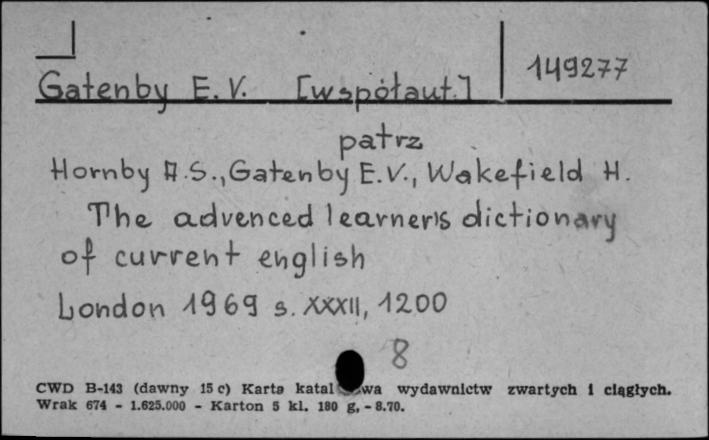 149277
Gatenby E.V. [współaut.]
patrz
Hornby A.S., Gatenby E.V., Wakefield H.
The advenced learner's dictionary
of current english
London 1969 s. XXXII, 1200
8
CWD B-143 (dawny 15 c) Karta katal wa wydawnictw zwartych i ciągłych.
Wrak 674 - 1.625.000 - Karton 5 kl. 180 g, - 8.70.